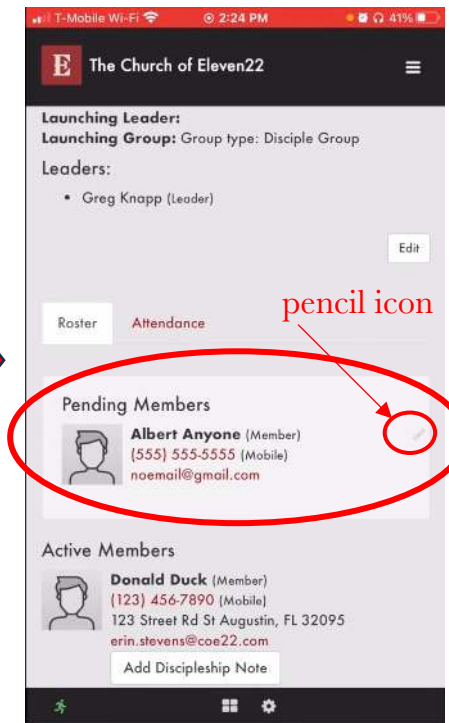 T-Mobile Wi-Fi 2:24 PM 41%
E The Church of Eleven22
Launching Leader:
Launching Group: Group type: Disciple Group
Leaders:
• Greg Knapp (Leader)
Edit
pencil icon
Roster Attendance
Pending Members
Albert Anyone (Member)
(555) 555-5555 (Mobile)
noemail@gmail.com
Active Members
Donald Duck (Member)
(123) 456-7890 (Mobile)
123 Street Rd St Augustin, FL 32095
erin.stevens@coe22.com
Add Discipleship Note